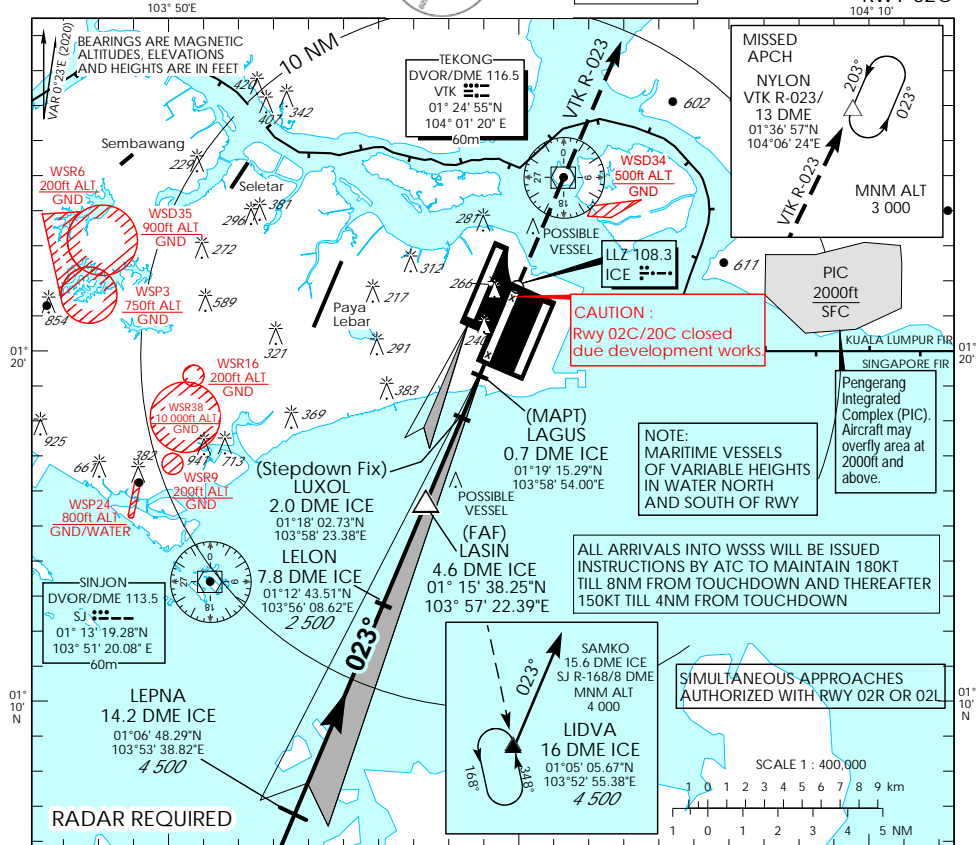 103° 50'E
104° 10'
VAR 0°23'E (2020)
BEARINGS ARE MAGNETIC
ALTITUDES, ELEVATIONS
AND HEIGHTS ARE IN FEET
10 NM
TEKONG
DVOR/DME 116.5
VTK
01° 24' 55"N
104° 01' 20" E
60m
VTK R-023
602
MISSED
APCH
NYLON
VTK R-023/
13 DME
01°36' 57"N
104°06' 24"E
203°
023°
VTK R-023
MNM ALT
3 000
420
407
342
Sembawang
229
Seletar
WSR6
200ft ALT
GND
WSD35
900ft ALT
GND
WSP3
750ft ALT
GND
854
296
381
272
589
321
Paya
Lebar
217
291
312
287
266
240
0
9
18
27
WSD34
500ft ALT
GND
POSSIBLE
VESSEL
LLZ 108.3
ICE
611
PIC
2000ft
SFC
CAUTION :
Rwy 02C/20C closed
due development works.
01°
20'
KUALA LUMPUR FIR
SINGAPORE FIR
01°
20'
WSR16
200ft ALT
GND
WSR38
10 000ft ALT
GND
383
369
925
661
382
941
713
WSR9
200ft ALT
GND
WSP24
800ft ALT
GND/WATER
(MAPT)
LAGUS
0.7 DME ICE
01°19' 15.29"N
103°58' 54.00"E
Pengerang
Integrated
Complex (PIC).
Aircraft may
overfly area at
2000ft and
above.
NOTE:
MARITIME VESSELS
OF VARIABLE HEIGHTS
IN WATER NORTH
AND SOUTH OF RWY
(Stepdown Fix)
LUXOL
2.0 DME ICE
01°18' 02.73"N
103°58' 23.38"E
POSSIBLE
VESSEL
(FAF)
LASIN
4.6 DME ICE
01° 15' 38.25"N
103° 57' 22.39"E
LELON
7.8 DME ICE
01°12' 43.51"N
103°56' 08.62"E
2 500
ALL ARRIVALS INTO WSSS WILL BE ISSUED
INSTRUCTIONS BY ATC TO MAINTAIN 180KT
TILL 8NM FROM TOUCHDOWN AND THEREAFTER
150KT TILL 4NM FROM TOUCHDOWN
0
9
18
27
SINJON
DVOR/DME 113.5
SJ
01° 13' 19.28"N
103° 51' 20.08" E
60m
023°
SAMKO
15.6 DME ICE
SJ R-168/8 DME
MNM ALT
4 000
023°
168°
348°
LIDVA
16 DME ICE
01°05' 05.67"N
103°52' 55.38"E
4 500
SIMULTANEOUS APPROACHES
AUTHORIZED WITH RWY 02R OR 02L
01°
10'
N
01°
10'
N
LEPNA
14.2 DME ICE
01°06' 48.29"N
103°53' 38.82"E
4 500
SCALE 1 : 400,000
1 0 1 2 3 4 5 6 7 8 9 km
1 0 1 2 3 4 5 NM
RADAR REQUIRED